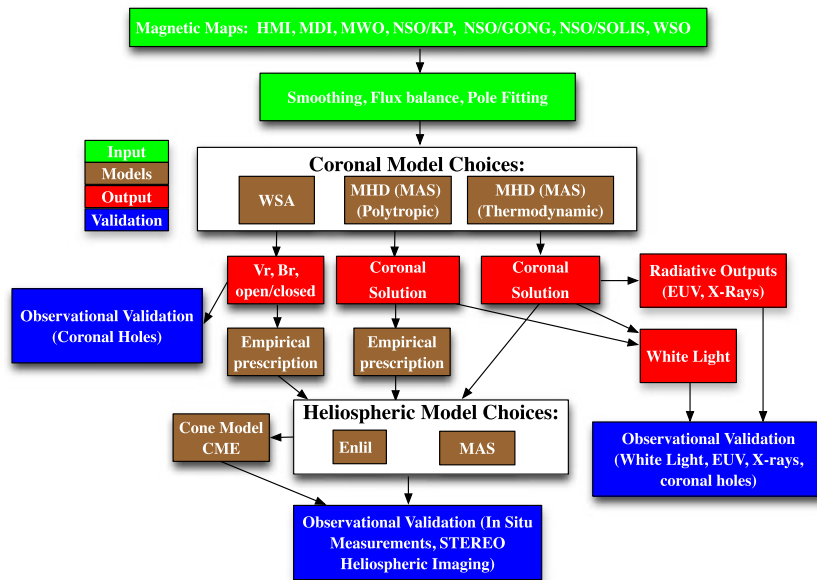 Magnetic Maps: HMI, MDI, MWO, NSO/KP, NSO/GONG, NSO/SOLIS, WSO
Smoothing, Flux balance, Pole Fitting
Input
Models
Output
Validation
Coronal Model Choices:
WSA
MHD (MAS)
(Polytropic)
MHD (MAS)
(Thermodynamic)
Vr, Br,
open/closed
Coronal
Solution
Coronal
Solution
Radiative Outputs
(EUV, X-Rays)
Observational Validation
(Coronal Holes)
Empirical
prescription
Empirical
prescription
White Light
Heliospheric Model Choices:
Enlil
MAS
Cone Model
CME
Observational Validation
(White Light, EUV, X-rays,
coronal holes)
Observational Validation (In Situ
Measurements, STEREO
Heliospheric Imaging)